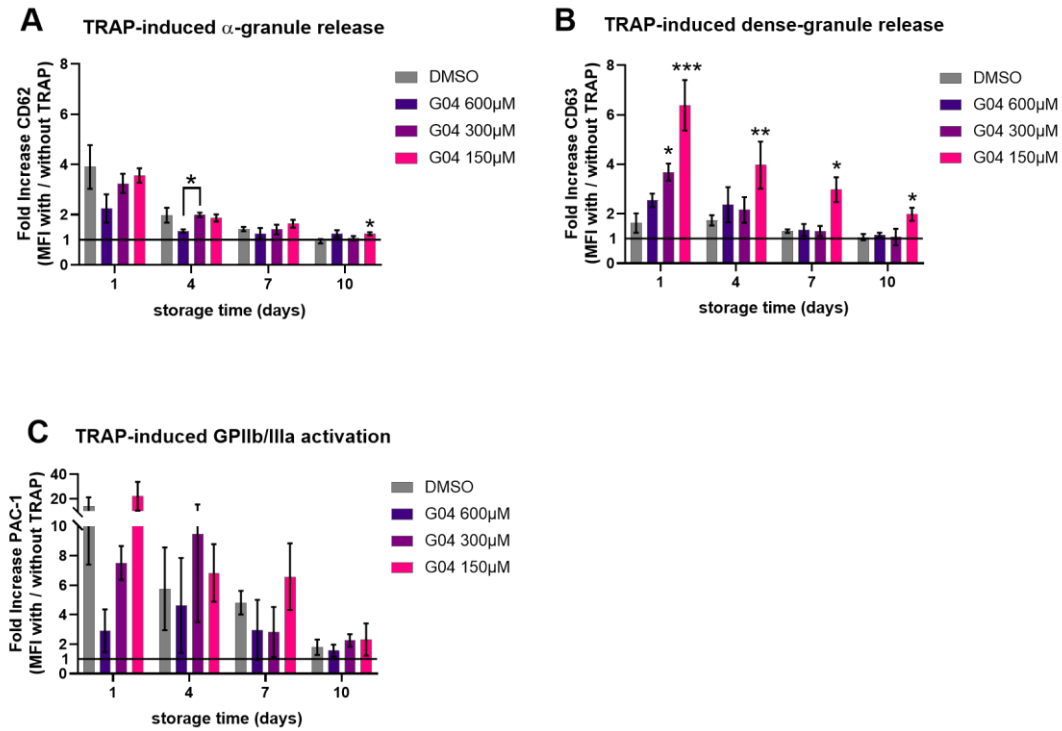 A TRAP-induced α-granule release
Fold Increase CD62
(MFI with / without TRAP)
8
6
4
2
1
0
*
*
1 4 7 10
storage time (days)
DMSO
G04 600µM
G04 300µM
G04 150µM
B TRAP-induced dense-granule release
Fold Increase CD63
(MFI with / without TRAP)
8
6
4
2
1
0
*
***
**
*
*
1 4 7 10
storage time (days)
DMSO
G04 600µM
G04 300µM
G04 150µM
C TRAP-induced GPIIb/IIIa activation
Fold Increase PAC-1
(MFI with / without TRAP)
40
20
10
8
6
4
2
1
0
1 4 7 10
storage time (days)
DMSO
G04 600µM
G04 300µM
G04 150µM